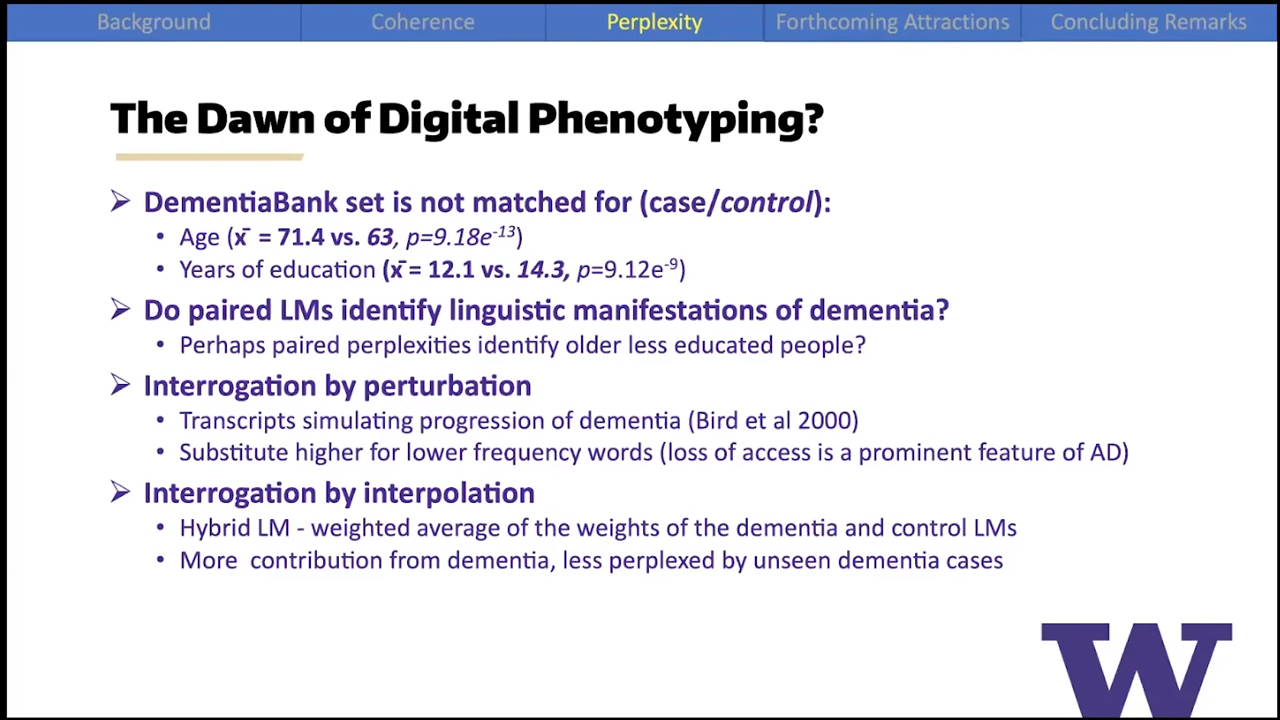 Background Coherence Perplexity Forthcoming Attractions Concluding Remarks
The Dawn of Digital Phenotyping?
➢ DementiaBank set is not matched for (case/control):
• Age (x̄ = 71.4 vs. 63, p=9.18e⁻¹³)
• Years of education (x̄ = 12.1 vs. 14.3, p=9.12e⁻⁹)
➢ Do paired LMs identify linguistic manifestations of dementia?
• Perhaps paired perplexities identify older less educated people?
➢ Interrogation by perturbation
• Transcripts simulating progression of dementia (Bird et al 2000)
• Substitute higher for lower frequency words (loss of access is a prominent feature of AD)
➢ Interrogation by interpolation
• Hybrid LM - weighted average of the weights of the dementia and control LMs
• More contribution from dementia, less perplexed by unseen dementia cases
W